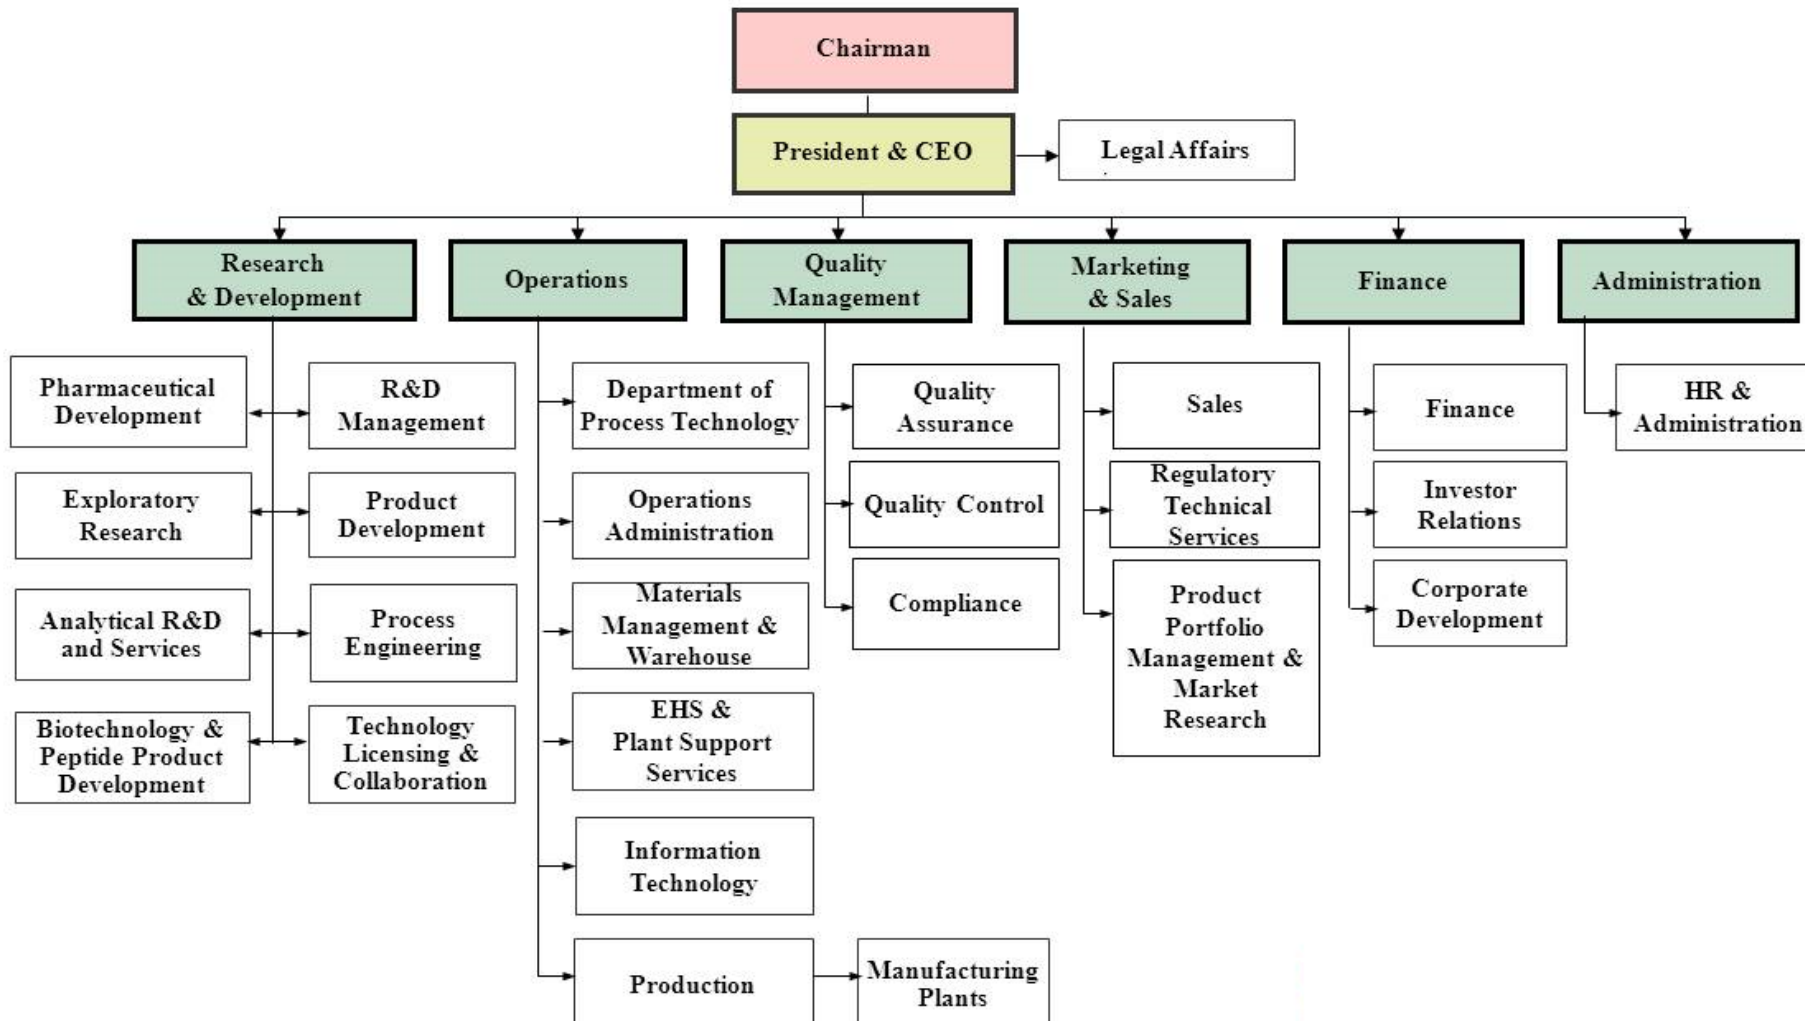 Chairman
President & CEO
Legal Affairs
Research
& Development
Operations
Quality
Management
Marketing
& Sales
Finance
Administration
Pharmaceutical
Development
R&D
Management
Exploratory
Research
Product
Development
Analytical R&D
and Services
Process
Engineering
Biotechnology &
Peptide Product
Development
Technology
Licensing &
Collaboration
Department of
Process Technology
Operations
Administration
Materials
Management &
Warehouse
EHS &
Plant Support
Services
Information
Technology
Production
Manufacturing
Plants
Quality
Assurance
Quality Control
Compliance
Sales
Regulatory
Technical
Services
Product
Portfolio
Management &
Market
Research
Finance
Investor
Relations
Corporate
Development
HR &
Administration